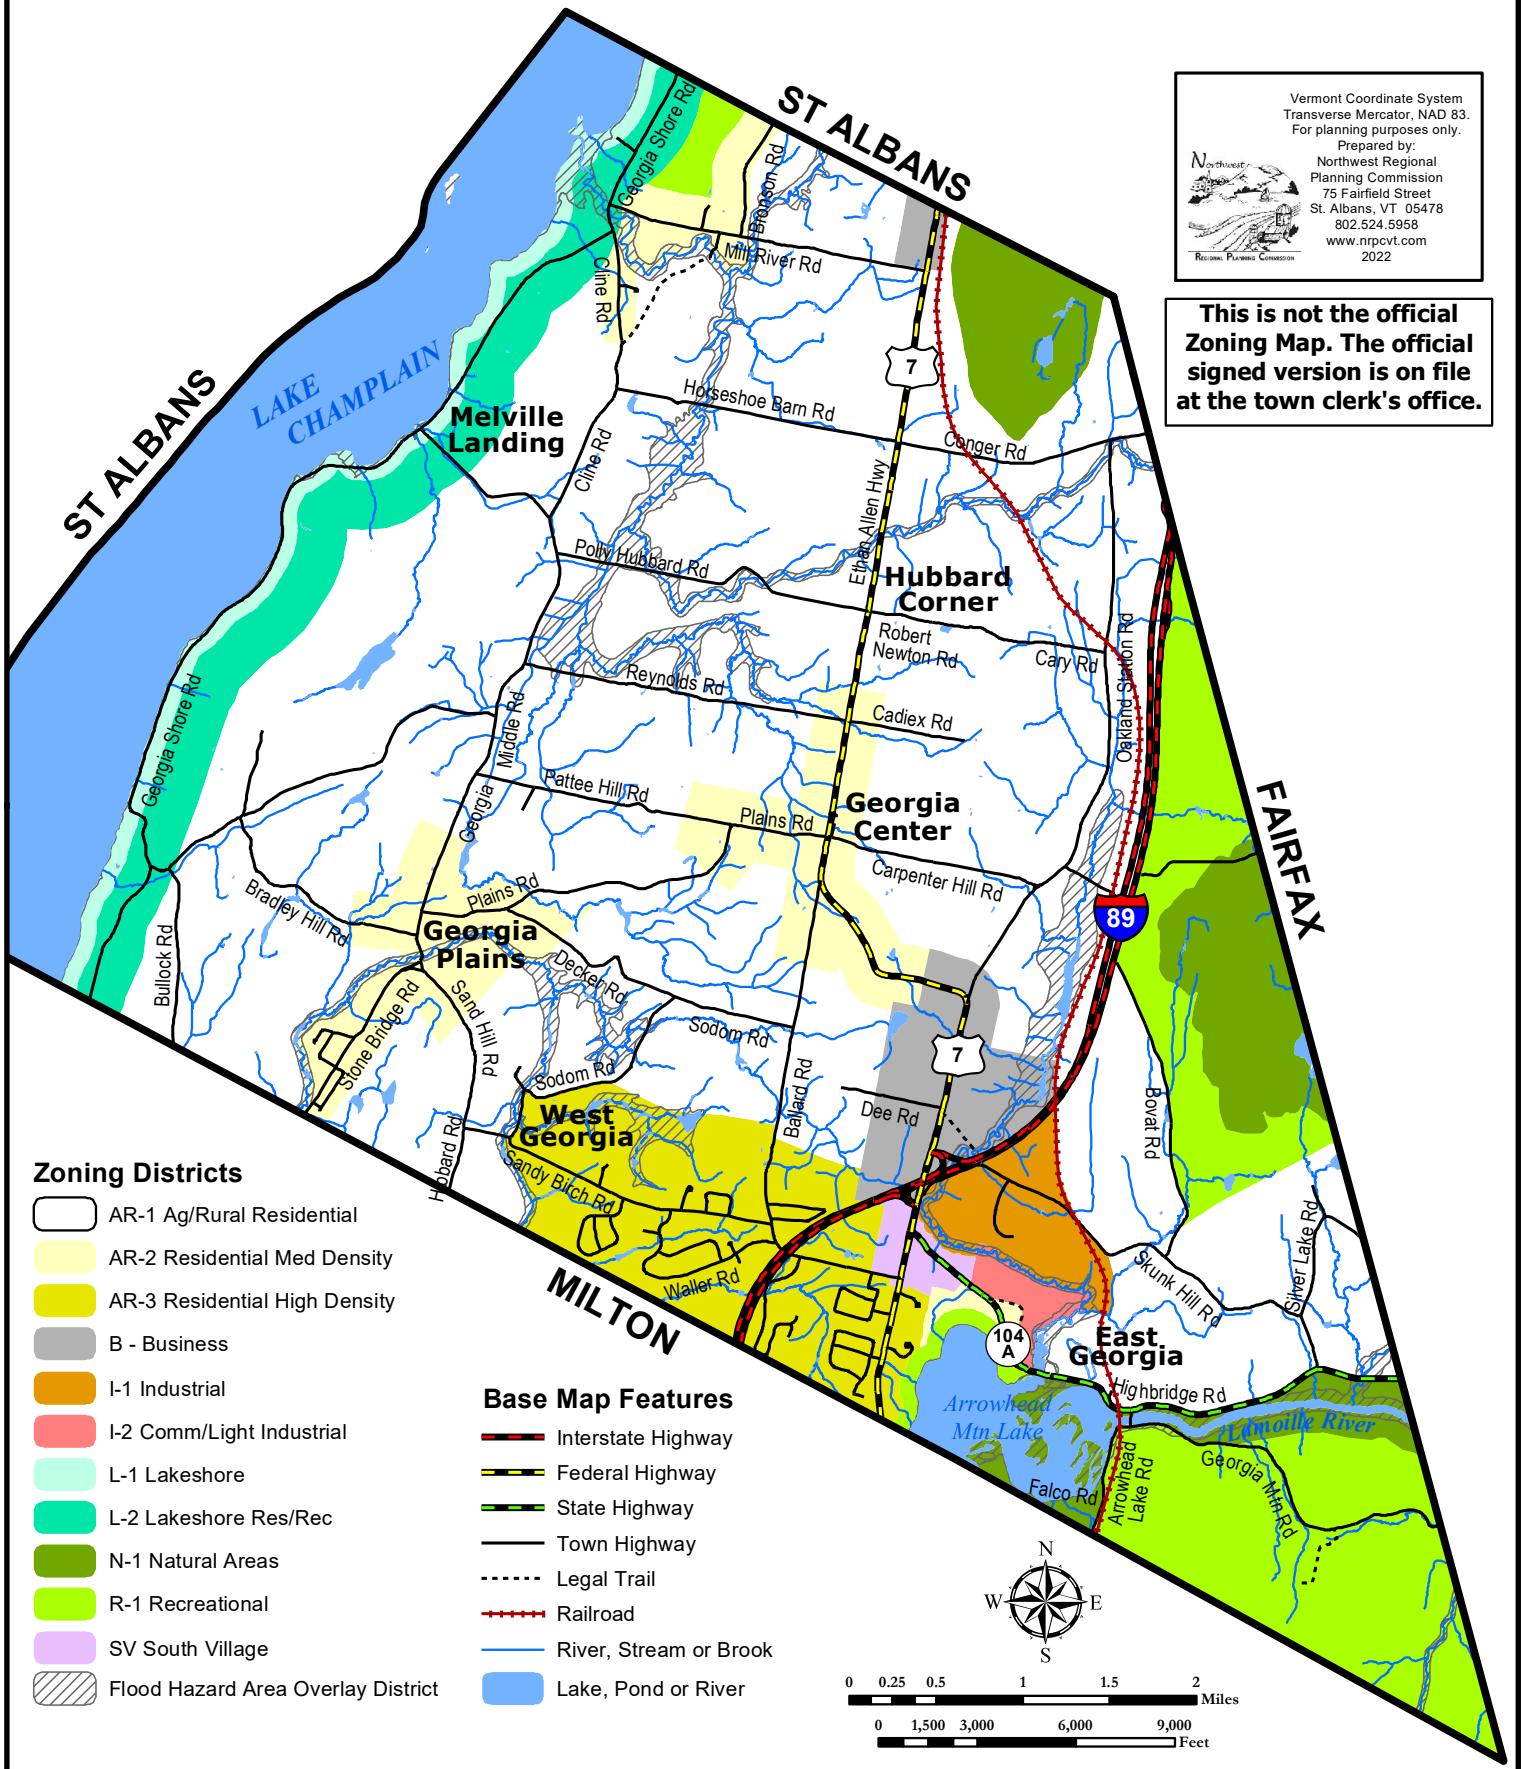 ST ALBANS
Vermont Coordinate System
Transverse Mercator, NAD 83.
For planning purposes only.
Prepared by:
Northwest Regional
Planning Commission
75 Fairfield Street
St. Albans, VT  05478
802.524.5958
www.nrpcvt.com
2022
Northwest
REGIONAL PLANNING COMMISSION
This is not the official
Zoning Map. The official
signed version is on file
at the town clerk's office.
Georgia Shore Rd
Bronson Rd
Mill River Rd
Cline Rd
7
ST ALBANS
LAKE
CHAMPLAIN
Melville
Landing
Horseshoe Barn Rd
Conger Rd
Cline Rd
Ethan Allen Hwy
Polly Hubbard Rd
Hubbard
Corner
Robert
Newton Rd
Cary Rd
Oakland Station Rd
Reynolds Rd
Cadiex Rd
Georgia Shore Rd
Georgia Middle Rd
Pattee Hill Rd
Plains Rd
Georgia
Center
FAIRFAX
Carpenter Hill Rd
Plains Rd
Bradley Hill Rd
89
Georgia
Plains
Bullock Rd
Decker Rd
Sand Hill Rd
Stone Bridge Rd
Sodom Rd
7
Sodom Rd
Ballard Rd
Dee Rd
Bovat Rd
West
Georgia
Hibbard Rd
Sandy Birch Rd
Waller Rd
MILTON
Skunk Hill Rd
Silver Lake Rd
104
A
East
Georgia
Highbridge Rd
Arrowhead
Mtn Lake
Lamoille River
Georgia Mtn Rd
Falco Rd
Arrowhead
Lake Rd
Zoning Districts
AR-1 Ag/Rural Residential
AR-2 Residential Med Density
AR-3 Residential High Density
B - Business
I-1 Industrial
I-2 Comm/Light Industrial
L-1 Lakeshore
L-2 Lakeshore Res/Rec
N-1 Natural Areas
R-1 Recreational
SV South Village
Flood Hazard Area Overlay District
Base Map Features
Interstate Highway
Federal Highway
State Highway
Town Highway
Legal Trail
Railroad
River, Stream or Brook
Lake, Pond or River
N
W E
S
0 0.25 0.5 1 1.5 2
Miles
0 1,500 3,000 6,000 9,000
Feet